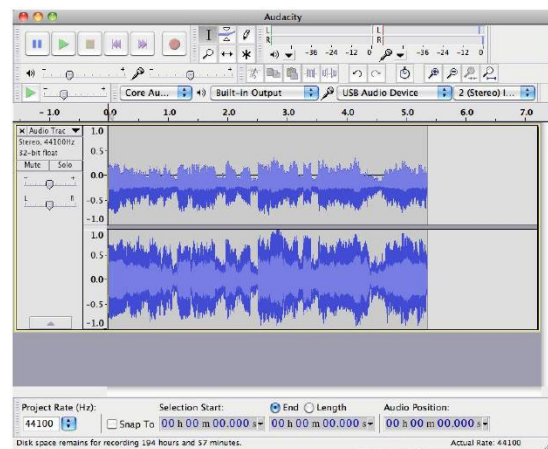 Audacity
L
R
-36 -24 -12 0
L
R
-36 -24 -12 0
Core Au... Built-in Output USB Audio Device 2 (Stereo) I...
- 1.0 0.0 1.0 2.0 3.0 4.0 5.0 6.0 7.0
Audio Trac
Stereo, 44100Hz
32-bit float
Mute Solo
- +
L R
1.0
0.5
0.0
-0.5
-1.0
1.0
0.5
0.0
-0.5
-1.0
Project Rate (Hz): Selection Start: End Length Audio Position:
44100 Snap To 00 h 00 m 00.000 s 00 h 00 m 00.000 s 00 h 00 m 00.000 s
Disk space remains for recording 194 hours and 57 minutes. Actual Rate: 44100